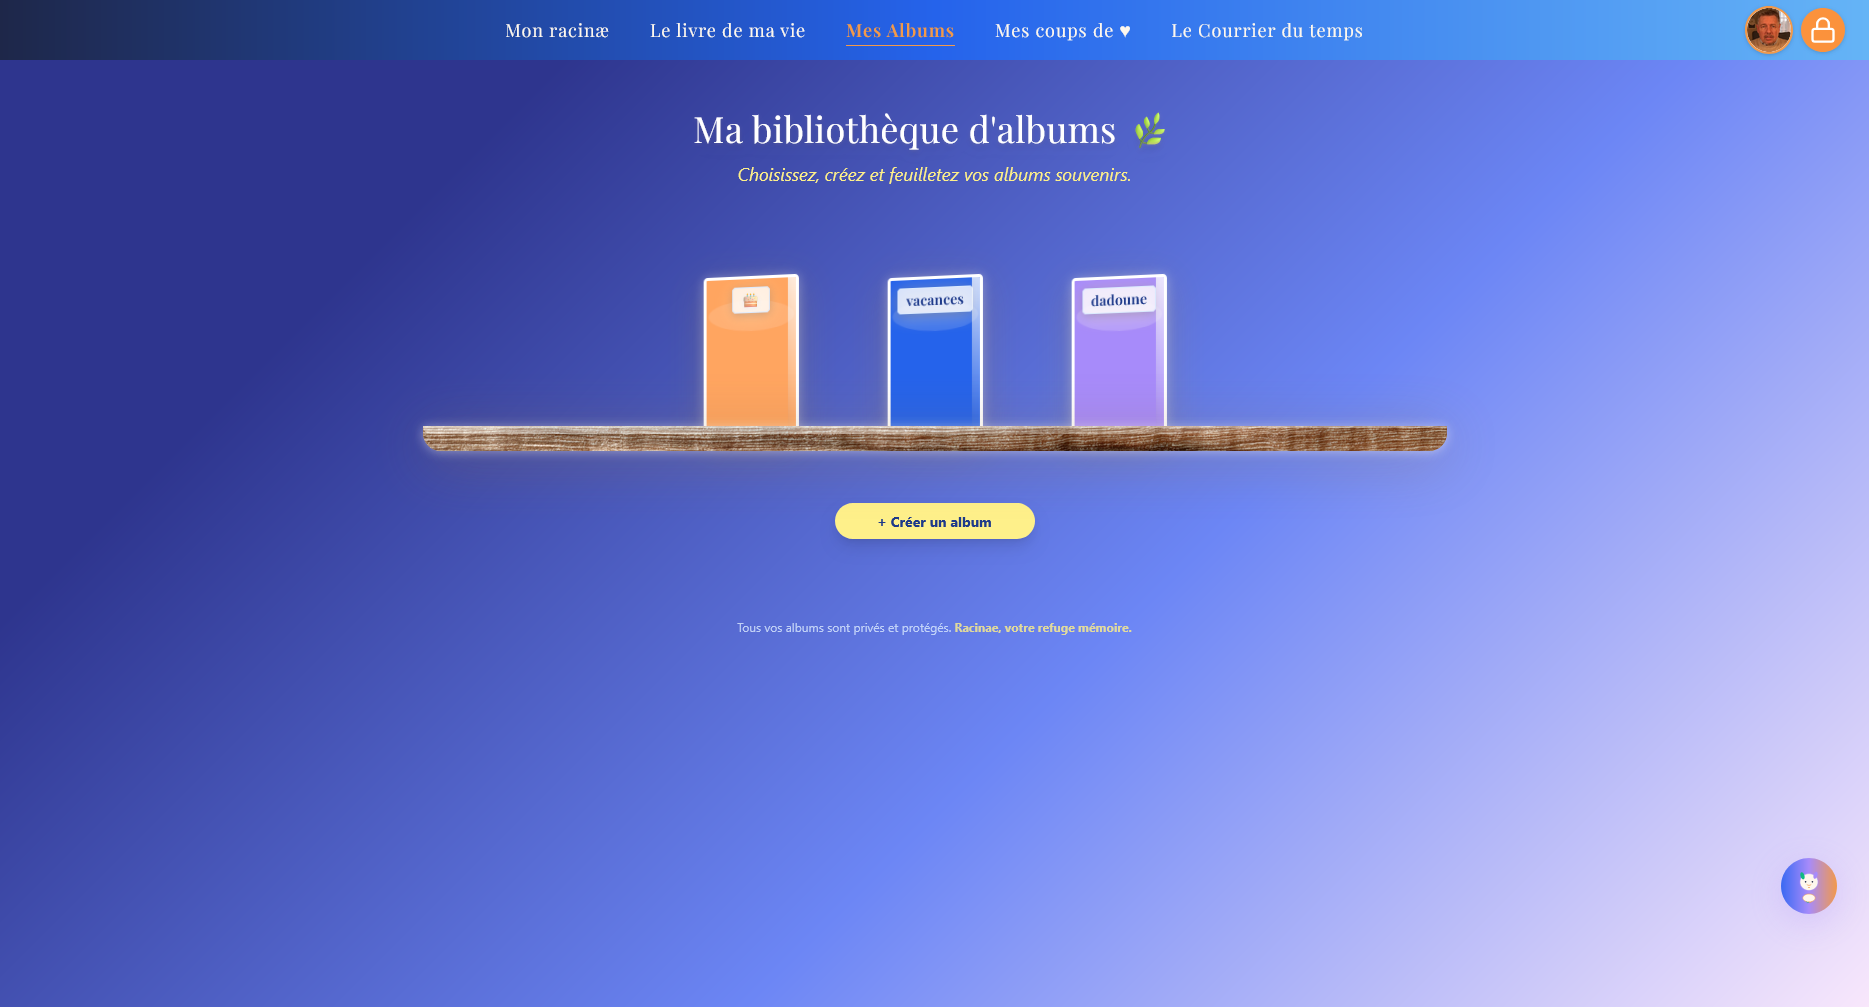 Mon racinæ
Le livre de ma vie
Mes Albums
Mes coups de ♥
Le Courrier du temps
Ma bibliothèque d'albums 🌿
Choisissez, créez et feuilletez vos albums souvenirs.
🎂
vacances
dadoune
+ Créer un album
Tous vos albums sont privés et protégés. Racinae, votre refuge mémoire.